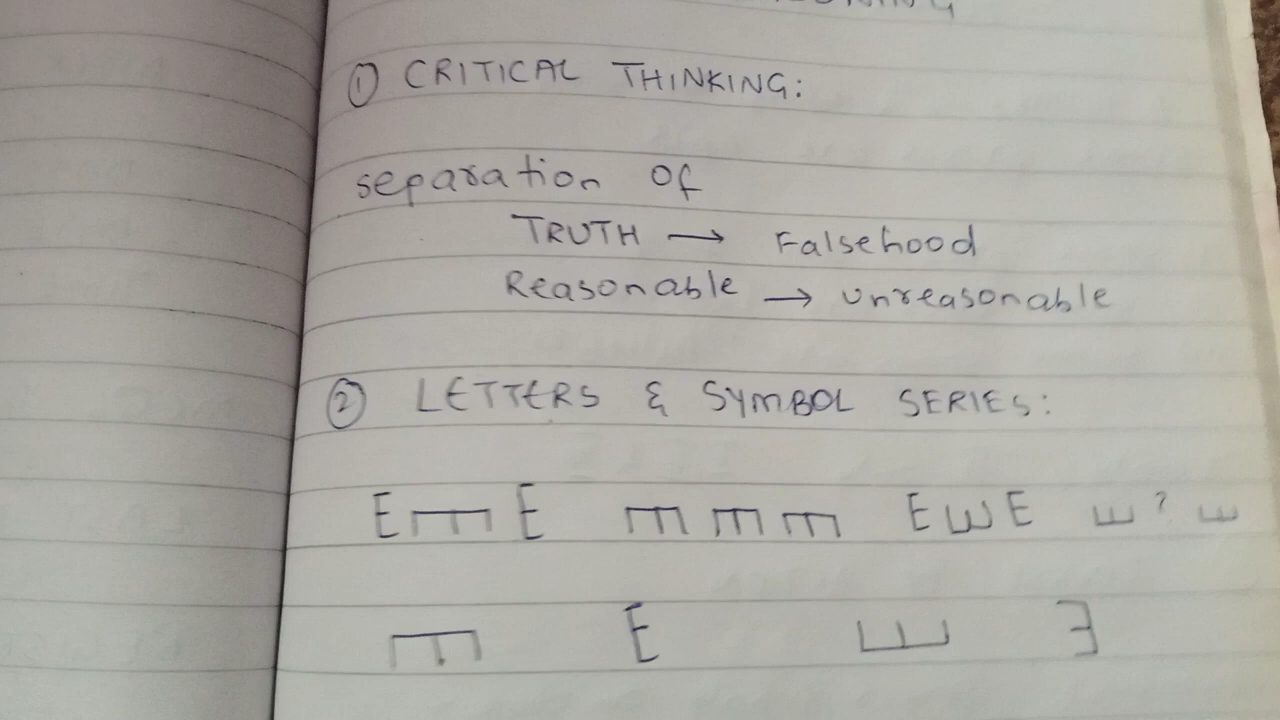 ① CRITICAL THINKING:
separation of
TRUTH → Falsehood
Reasonable → unreasonable
② LETTERS & SYMBOL SERIES:
E E E E E E E E E E ? E
E E E E